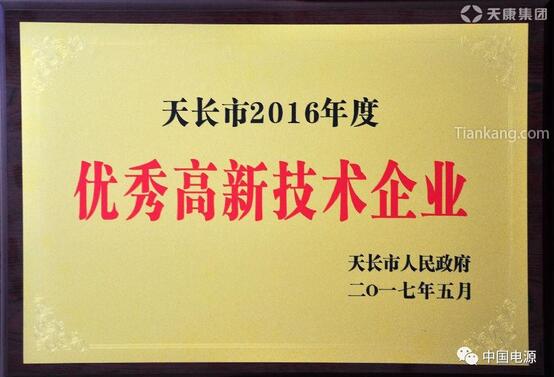 天康集团
天长市2016年度
Tiankang.com
优秀高新技术企业
天长市人民政府
二〇一七年五月
中国电源